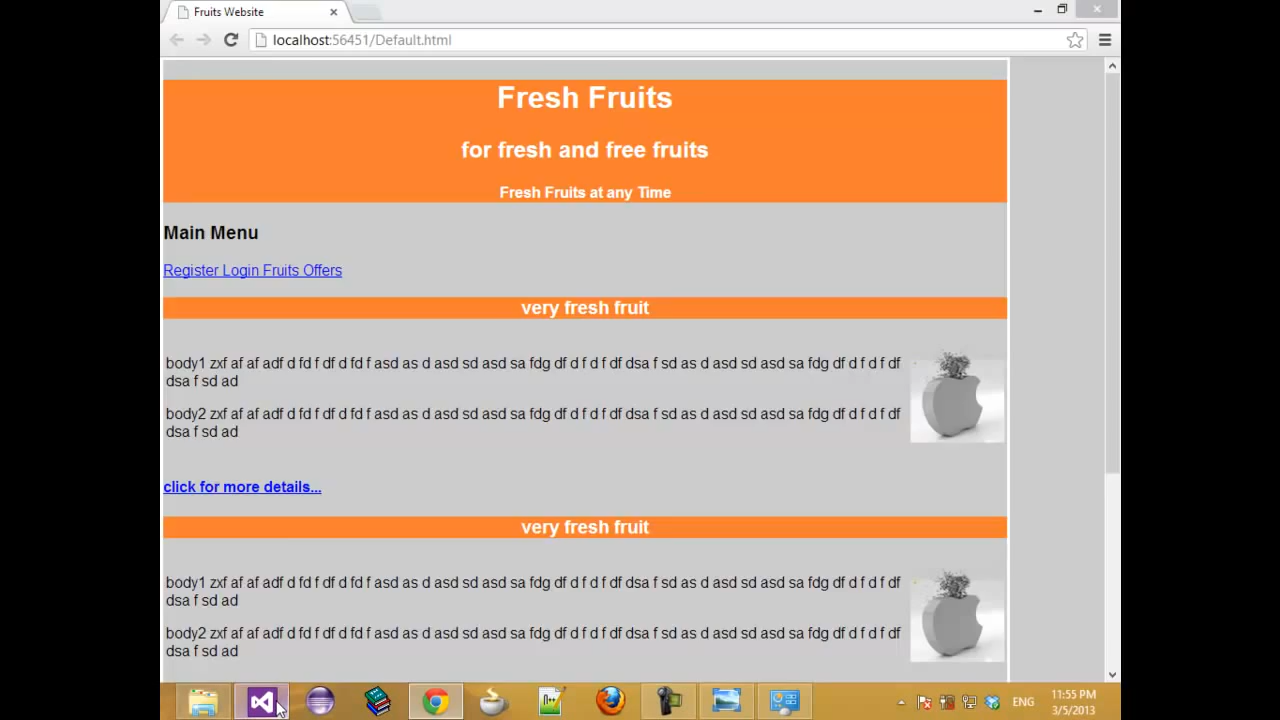 Fruits Website
localhost:56451/Default.html
Fresh Fruits
for fresh and free fruits
Fresh Fruits at any Time
Main Menu
Register Login Fruits Offers
very fresh fruit
body1 zxf af af adf d fd f df d fd f asd as d asd sd asd sa fdg df d f d f df dsa f sd as d asd sd asd sa fdg df d f d f df
dsa f sd ad
body2 zxf af af adf d fd f df d fd f asd as d asd sd asd sa fdg df d f d f df dsa f sd as d asd sd asd sa fdg df d f d f df
dsa f sd ad
click for more details...
very fresh fruit
body1 zxf af af adf d fd f df d fd f asd as d asd sd asd sa fdg df d f d f df dsa f sd as d asd sd asd sa fdg df d f d f df
dsa f sd ad
body2 zxf af af adf d fd f df d fd f asd as d asd sd asd sa fdg df d f d f df dsa f sd as d asd sd asd sa fdg df d f d f df
dsa f sd ad
ENG
11:55 PM
3/5/2013